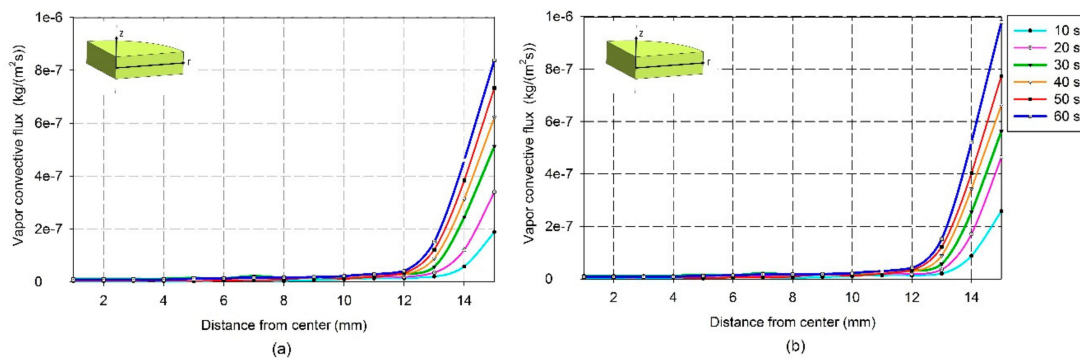 1e-6
8e-7
6e-7
4e-7
2e-7
0
Vapor convective flux (kg/(m²s))
z
r
2 4 6 8 10 12 14
Distance from center (mm)
(a)
1e-6
8e-7
6e-7
4e-7
2e-7
0
Vapor convective flux (kg/(m²s))
z
r
2 4 6 8 10 12 14
Distance from center (mm)
(b)
10 s
20 s
30 s
40 s
50 s
60 s